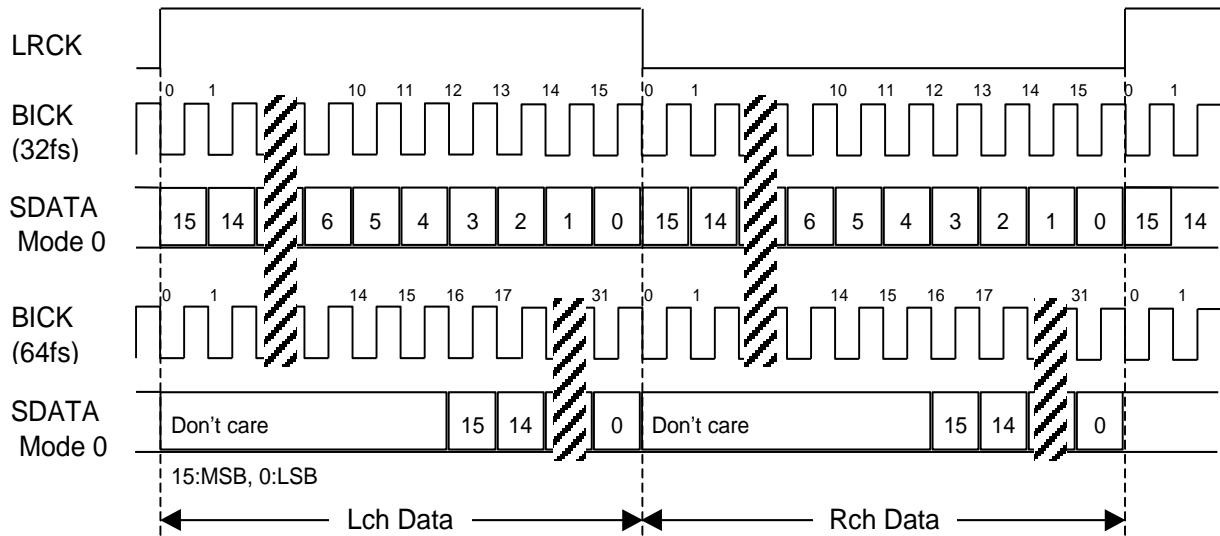 LRCK
0 1 10 11 12 13 14 15 0 1 10 11 12 13 14 15 0 1
BICK
(32fs)
SDATA
Mode 0
15 14 6 5 4 3 2 1 0 15 14 6 5 4 3 2 1 0 15 14
0 1 14 15 16 17 31 0 1 14 15 16 17 31 0 1
BICK
(64fs)
SDATA
Mode 0
Don't care 15 14 0 Don't care 15 14 0
15:MSB, 0:LSB
Lch Data Rch Data